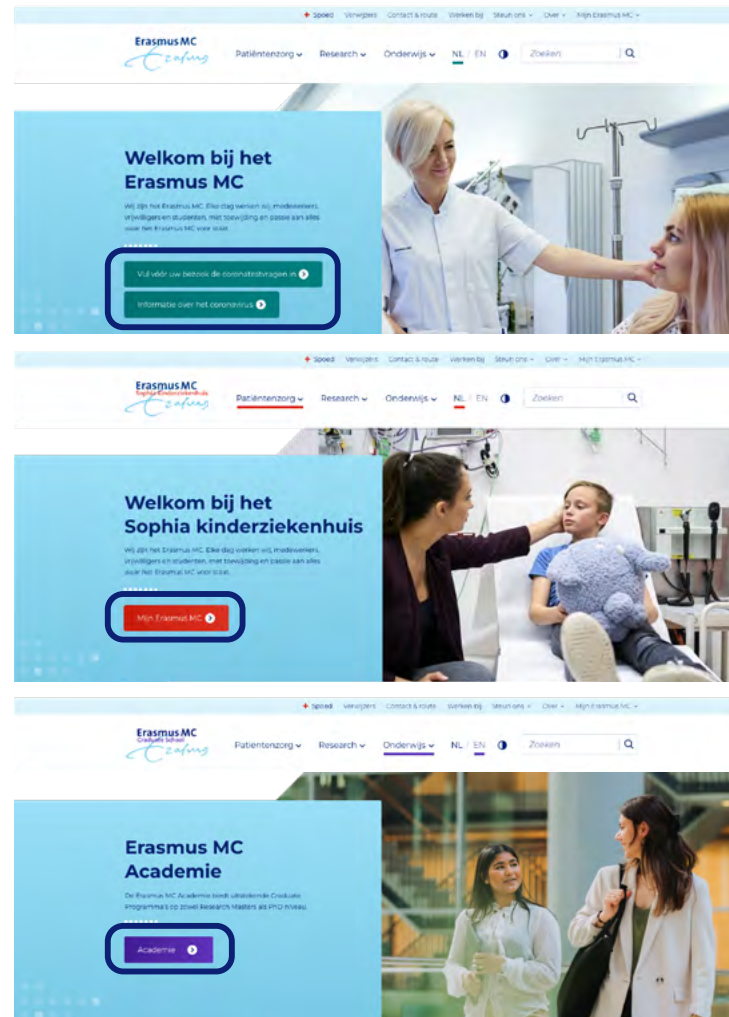 + Spoed Verwijzers Contact & route Werken bij Steun ons Over Mijn Erasmus MC
Erasmus MC
Patiëntenzorg Research Onderwijs NL / EN Zoeken
Welkom bij het
Erasmus MC
Wij zijn het Erasmus MC. Elke dag werken wij, medewerkers,
vrijwilligers en studenten, met toewijding en passie aan alles
waar het Erasmus MC voor staat.
Vul vóór uw bezoek de coronatestvragen in
Informatie over het coronavirus
+ Spoed Verwijzers Contact & route Werken bij Steun ons Over Mijn Erasmus MC
Erasmus MC
Sophia Kinderziekenhuis
Patiëntenzorg Research Onderwijs NL / EN Zoeken
Welkom bij het
Sophia kinderziekenhuis
Wij zijn het Erasmus MC. Elke dag werken wij, medewerkers,
vrijwilligers en studenten, met toewijding en passie aan alles
waar het Erasmus MC voor staat.
Mijn Erasmus MC
+ Spoed Verwijzers Contact & route Werken bij Steun ons Over Mijn Erasmus MC
Erasmus MC
Graduate School
Patiëntenzorg Research Onderwijs NL / EN Zoeken
Erasmus MC
Academie
De Erasmus MC Academie biedt uitstekende Graduate
Programma's op zowel Research Masters als PhD niveau.
Academie